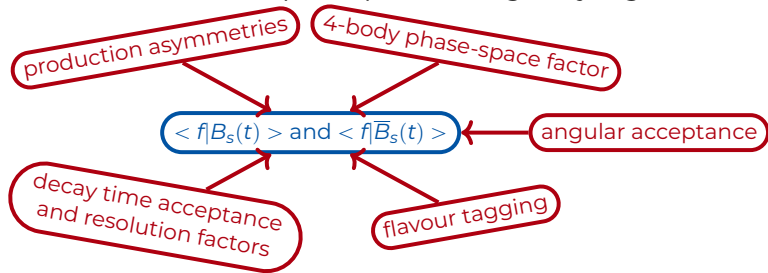 production asymmetries
4-body phase-space factor
< f|B_s(t) > and < f|B̅_s(t) >
angular acceptance
decay time acceptance
and resolution factors
flavour tagging